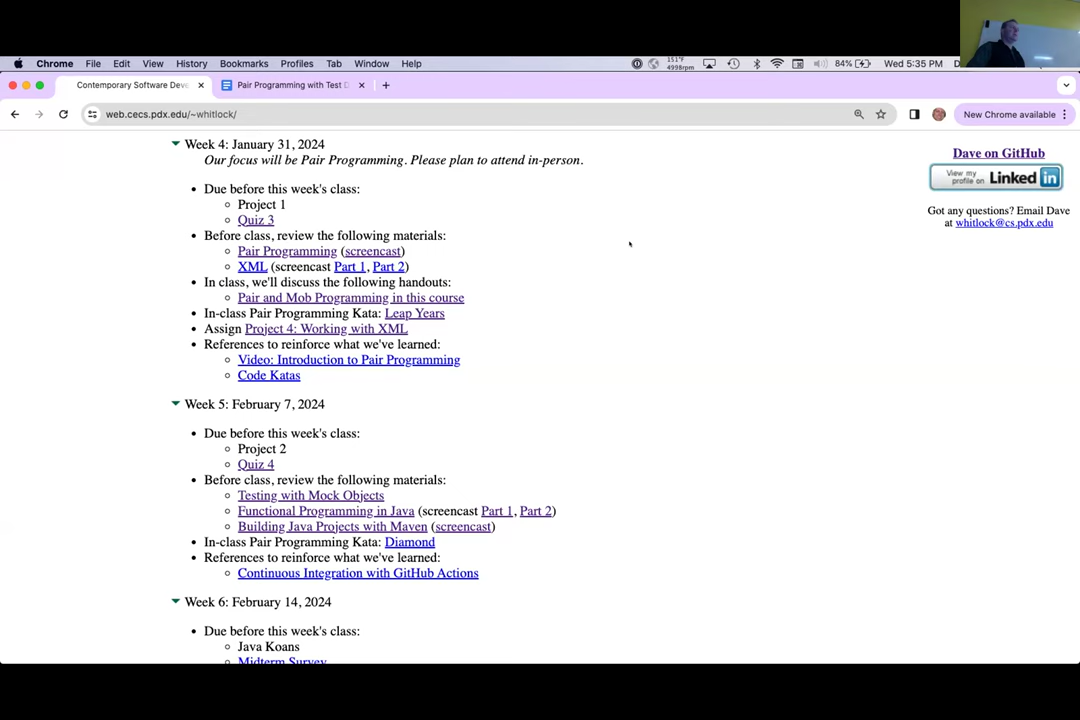 Chrome File Edit View History Bookmarks Profiles Tab Window Help 151°F 4998rpm 84% Wed 5:35 PM D
Contemporary Software Deve Pair Programming with Test D
web.cecs.pdx.edu/~whitlock/ New Chrome available
Week 4: January 31, 2024
Our focus will be Pair Programming. Please plan to attend in-person.
• Due before this week's class:
Project 1
Quiz 3
• Before class, review the following materials:
Pair Programming (screencast)
XML (screencast Part 1, Part 2)
• In class, we'll discuss the following handouts:
Pair and Mob Programming in this course
• In-class Pair Programming Kata: Leap Years
• Assign Project 4: Working with XML
• References to reinforce what we've learned:
Video: Introduction to Pair Programming
Code Katas
Week 5: February 7, 2024
• Due before this week's class:
Project 2
Quiz 4
• Before class, review the following materials:
Testing with Mock Objects
Functional Programming in Java (screencast Part 1, Part 2)
Building Java Projects with Maven (screencast)
• In-class Pair Programming Kata: Diamond
• References to reinforce what we've learned:
Continuous Integration with GitHub Actions
Week 6: February 14, 2024
• Due before this week's class:
Java Koans
Midterm Survey
Dave on GitHub
View my profile on LinkedIn
Got any questions? Email Dave
at whitlock@cs.pdx.edu